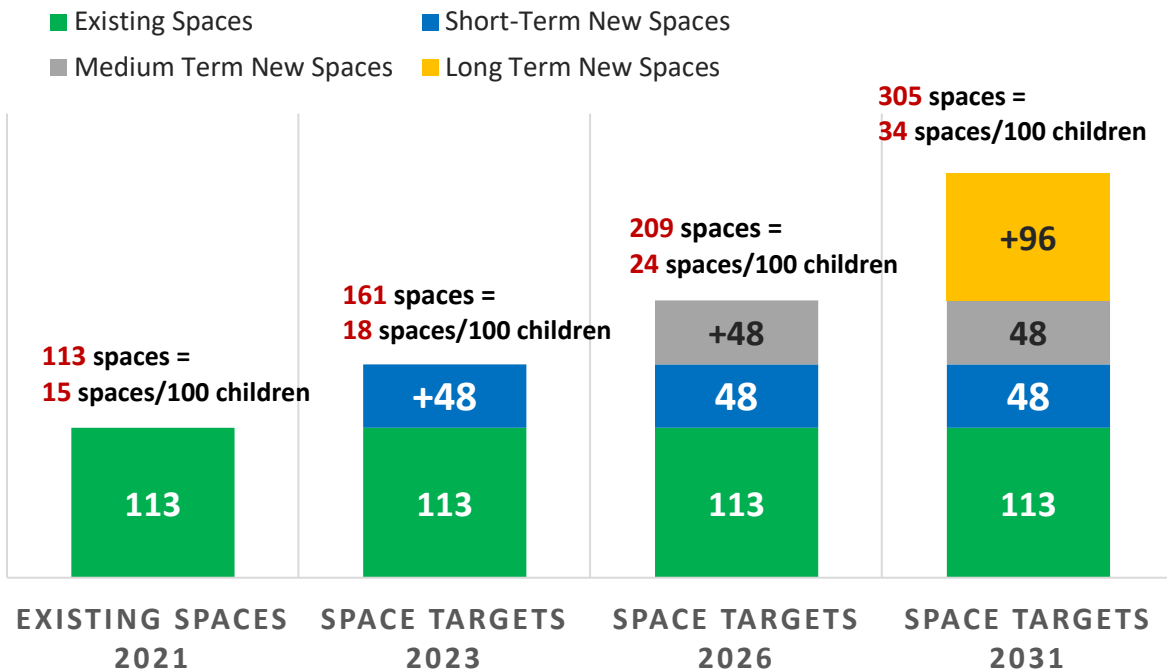 Existing Spaces
Short-Term New Spaces
Medium Term New Spaces
Long Term New Spaces
113 spaces =
15 spaces/100 children
161 spaces =
18 spaces/100 children
209 spaces =
24 spaces/100 children
305 spaces =
34 spaces/100 children
113
+48
113
+48
48
113
+96
48
48
113
EXISTING SPACES
2021
SPACE TARGETS
2023
SPACE TARGETS
2026
SPACE TARGETS
2031